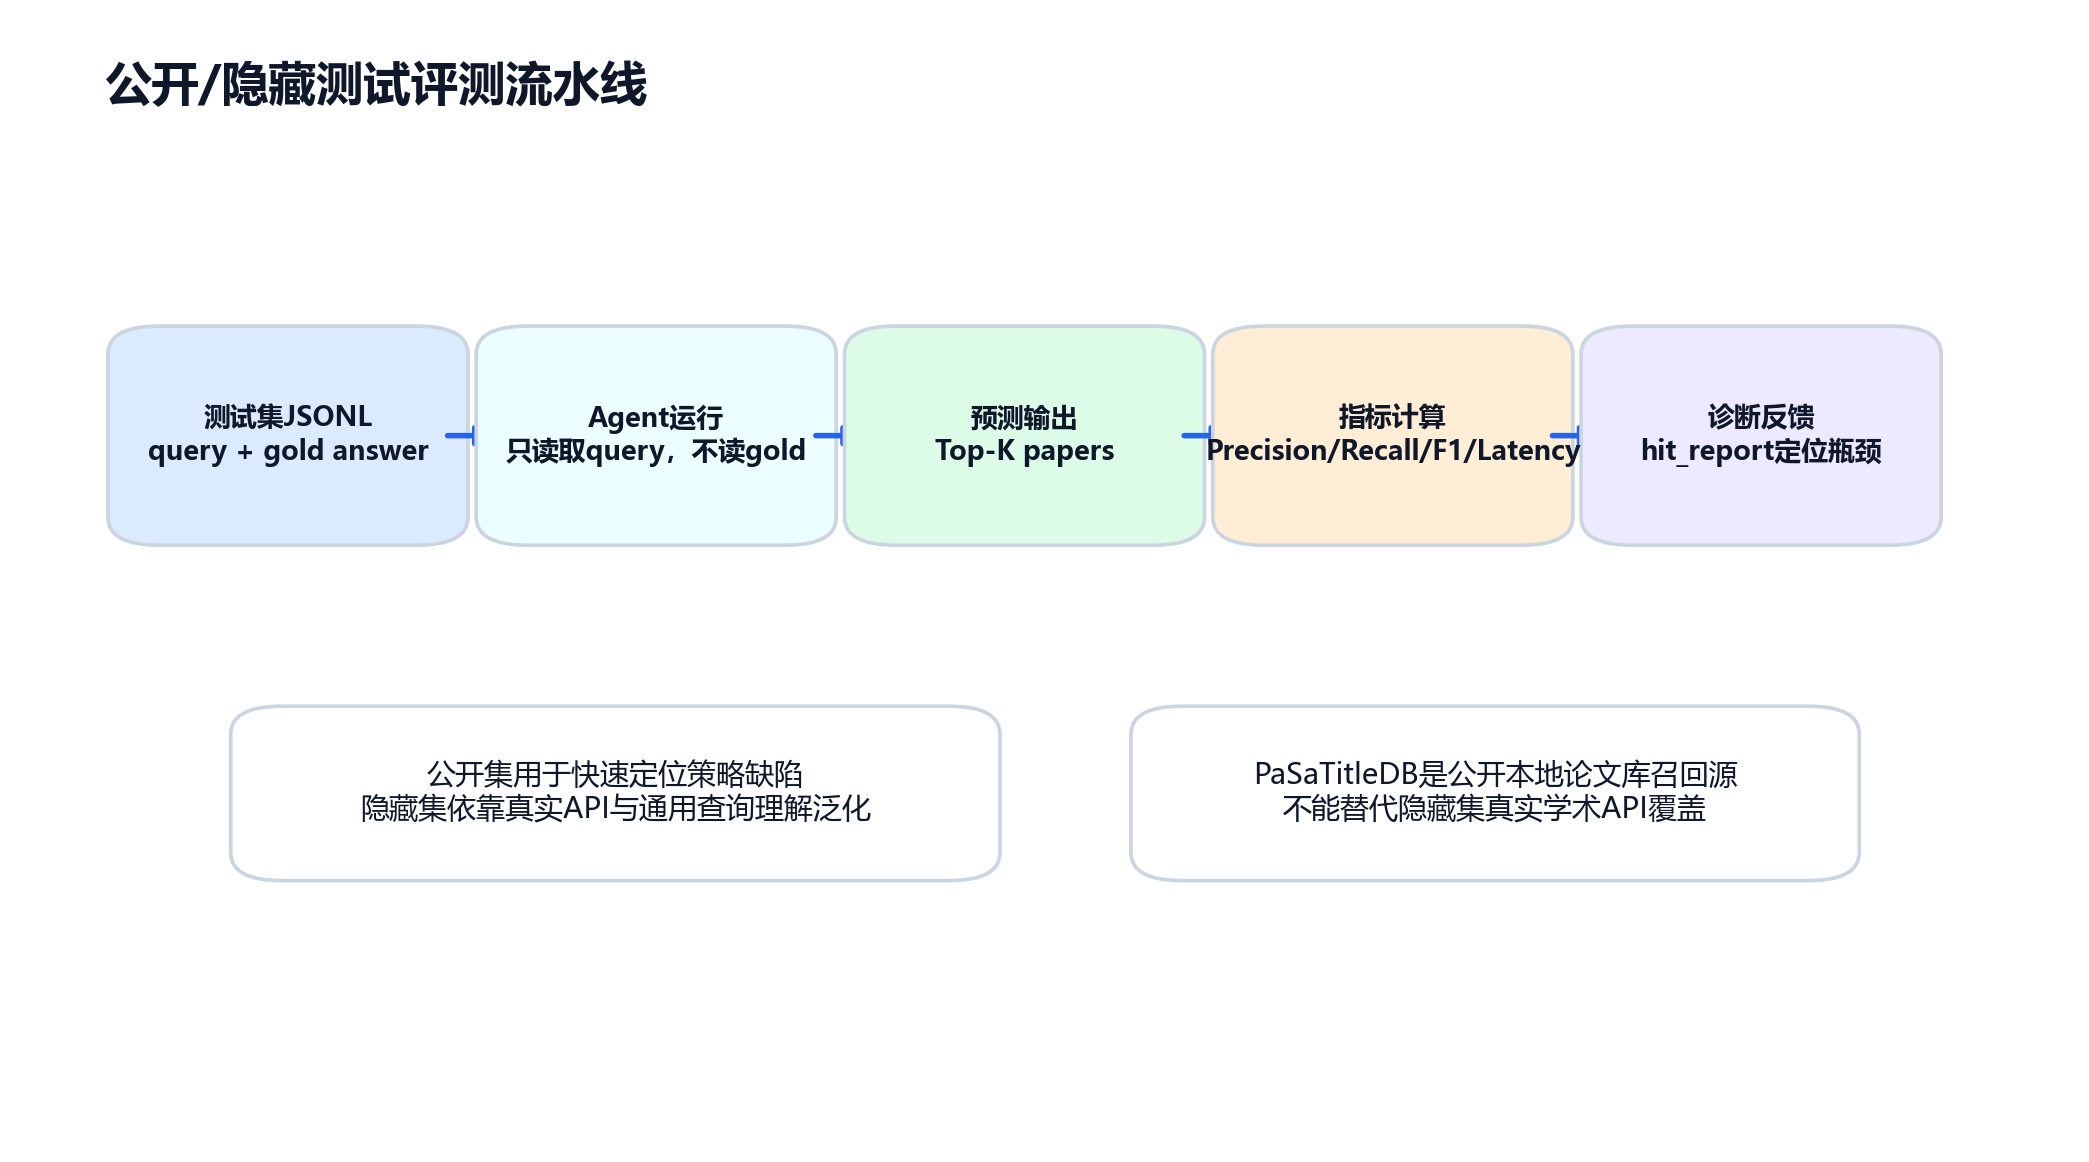 公开/隐藏测试评测流水线
测试集JSONL
query + gold answer
Agent运行
只读取query，不读gold
预测输出
Top-K papers
指标计算
Precision/Recall/F1/Latency
诊断反馈
hit_report定位瓶颈
公开集用于快速定位策略缺陷
隐藏集依靠真实API与通用查询理解泛化
PaSaTitleDB是公开本地论文库召回源
不能替代隐藏集真实学术API覆盖